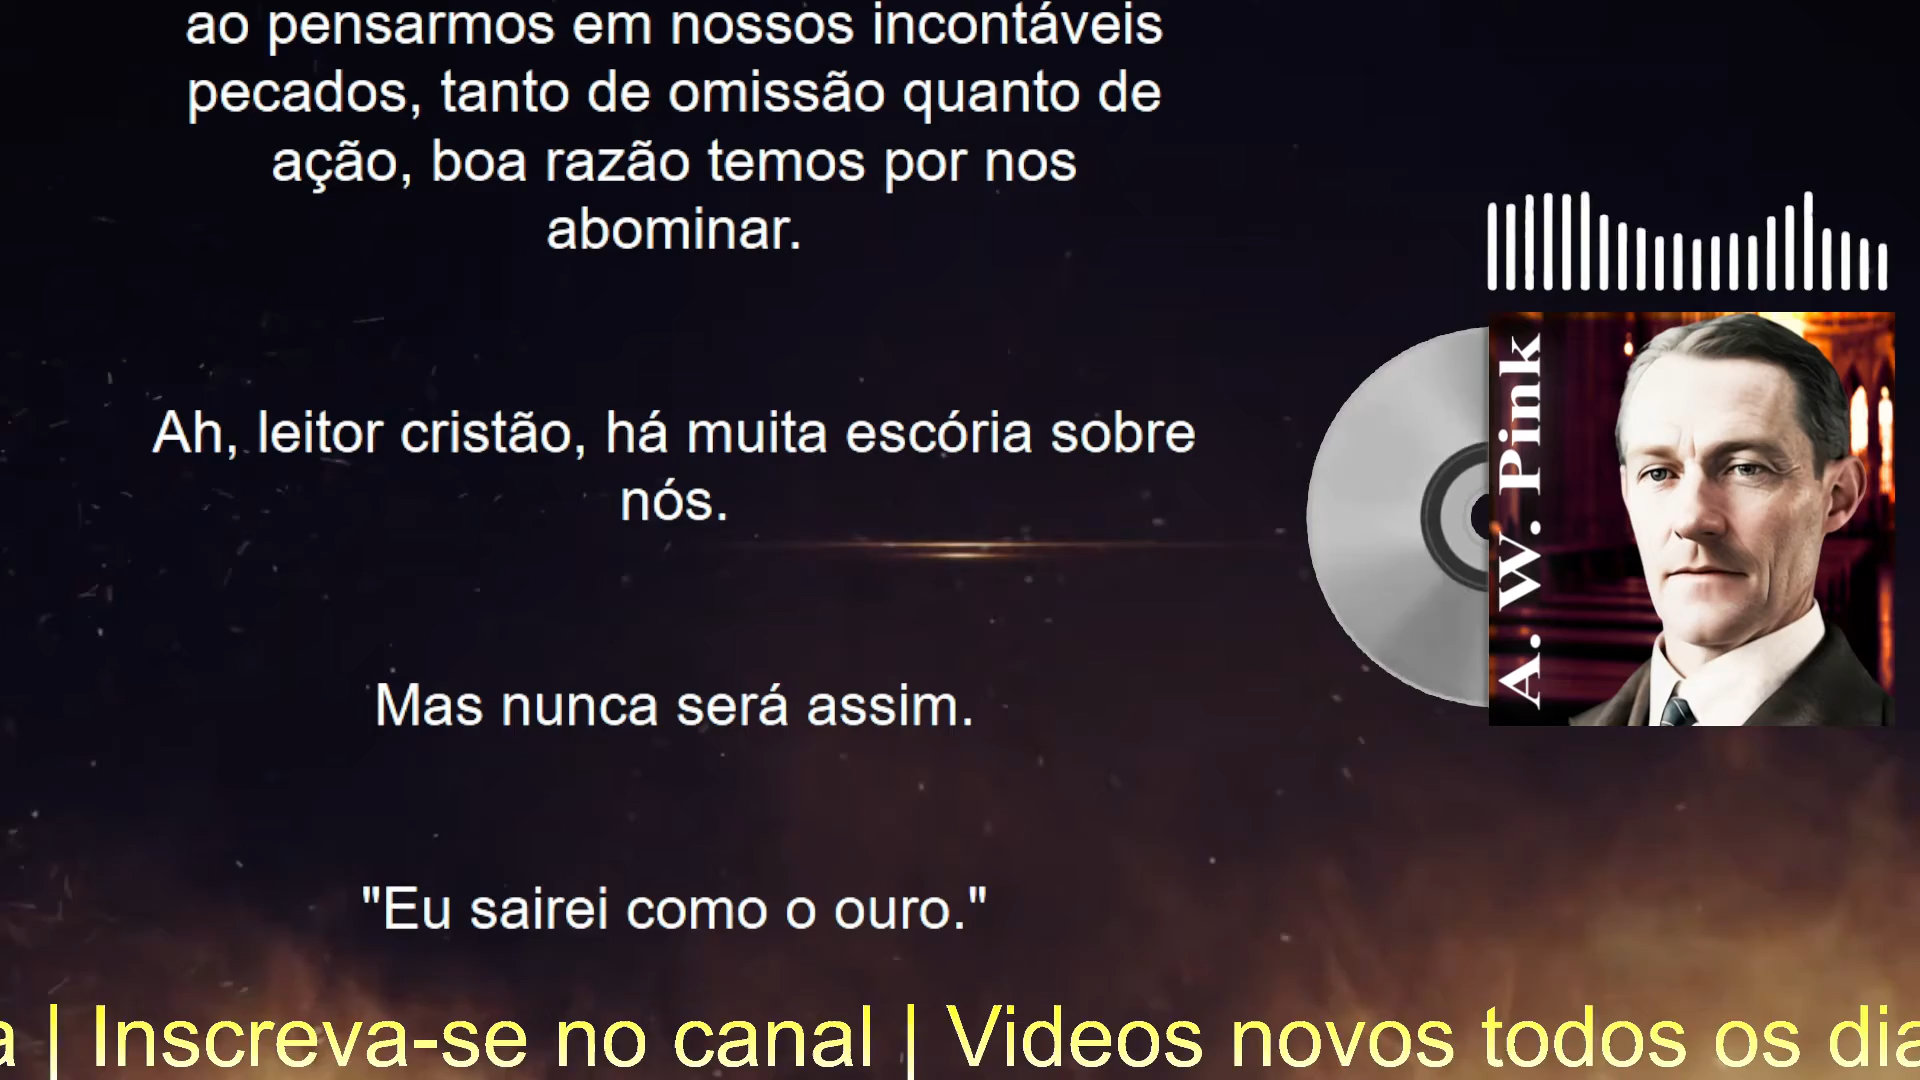 ao pensarmos em nossos incontáveis
pecados, tanto de omissão quanto de
ação, boa razão temos por nos
abominar.
Ah, leitor cristão, há muita escória sobre
nós.
Mas nunca será assim.
"Eu sairei como o ouro."
A. W. Pink
a | Inscreva-se no canal | Videos novos todos os dia